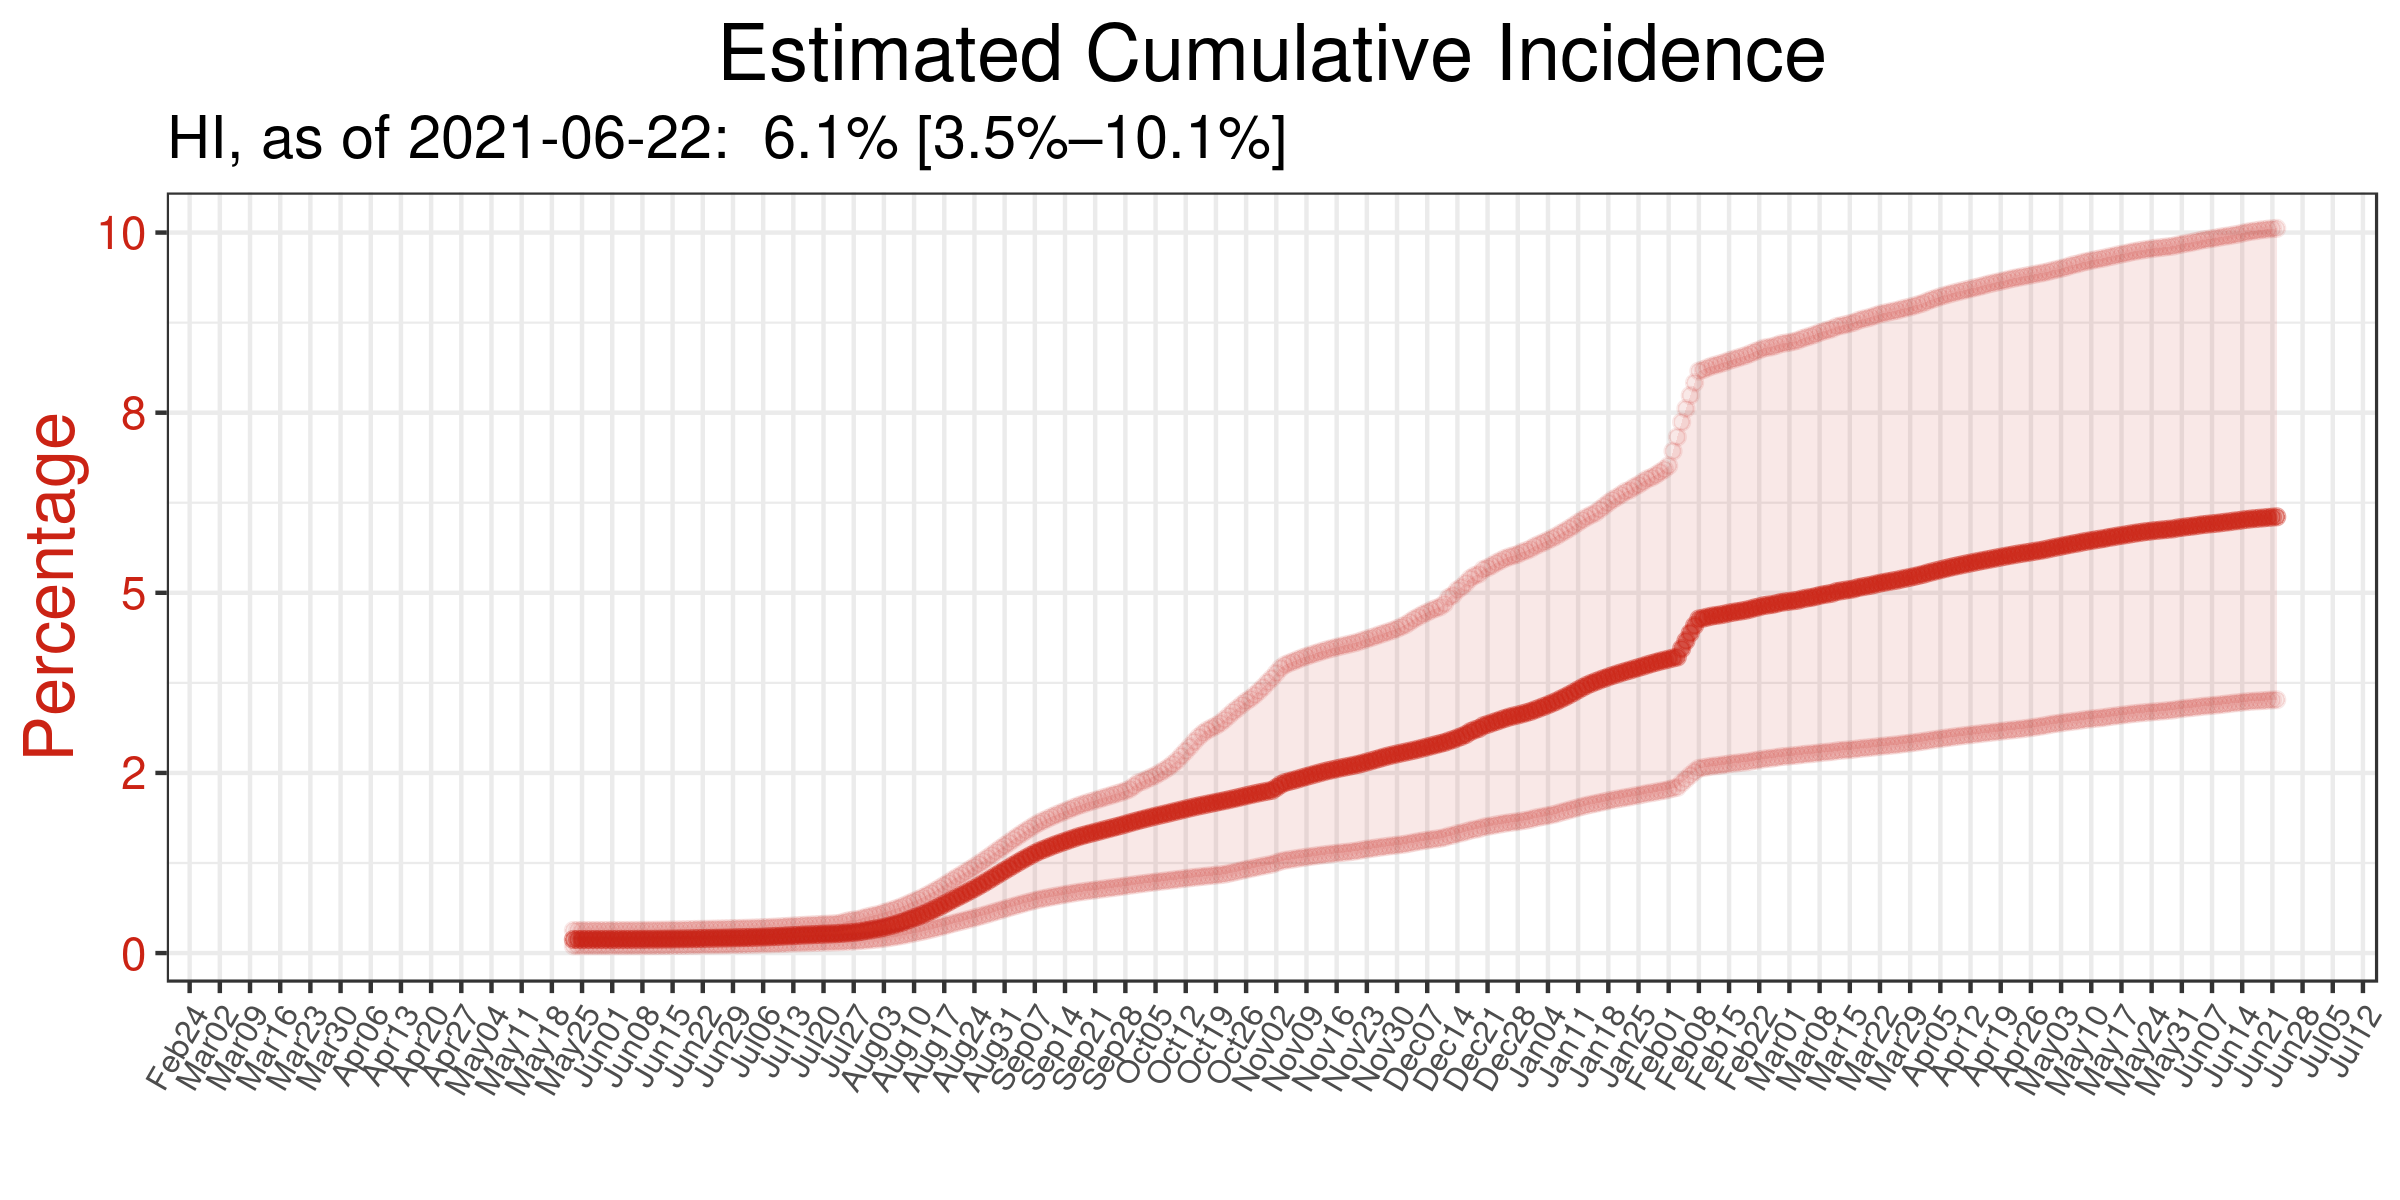 Estimated Cumulative Incidence
HI, as of 2021-06-22:  6.1% [3.5%–10.1%]
Percentage
10
8
5
2
0
Feb24
Mar02
Mar09
Mar16
Mar23
Mar30
Apr06
Apr13
Apr20
Apr27
May04
May11
May18
May25
Jun01
Jun08
Jun15
Jun22
Jun29
Jul06
Jul13
Jul20
Jul27
Aug03
Aug10
Aug17
Aug24
Aug31
Sep07
Sep14
Sep21
Sep28
Oct05
Oct12
Oct19
Oct26
Nov02
Nov09
Nov16
Nov23
Nov30
Dec07
Dec14
Dec21
Dec28
Dec04
Jan11
Jan18
Jan25
Feb01
Feb08
Feb15
Feb22
Mar01
Mar08
Mar15
Mar22
Mar29
Apr05
Apr12
Apr19
Apr26
May03
May10
May17
May24
May31
Jun07
Jun14
Jun21
Jun28
Jul05
Jul12